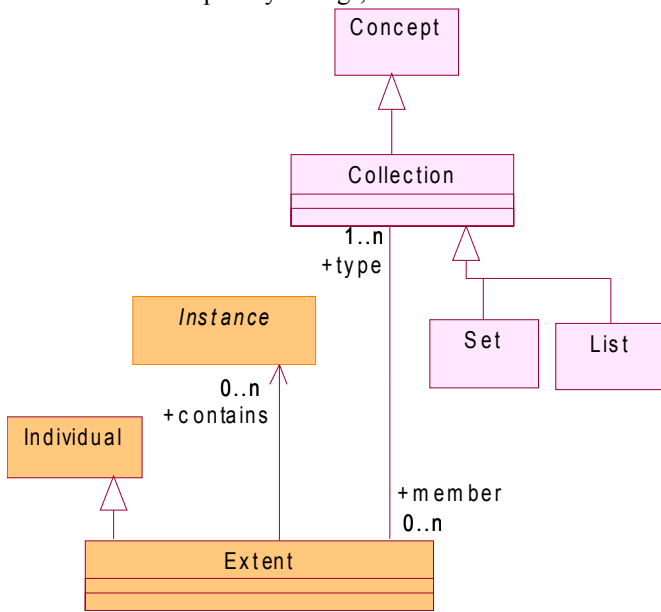 Concept
Collection
1..n
+type
Instance
Set
List
0..n
+contains
Individual
+member
0..n
Extent